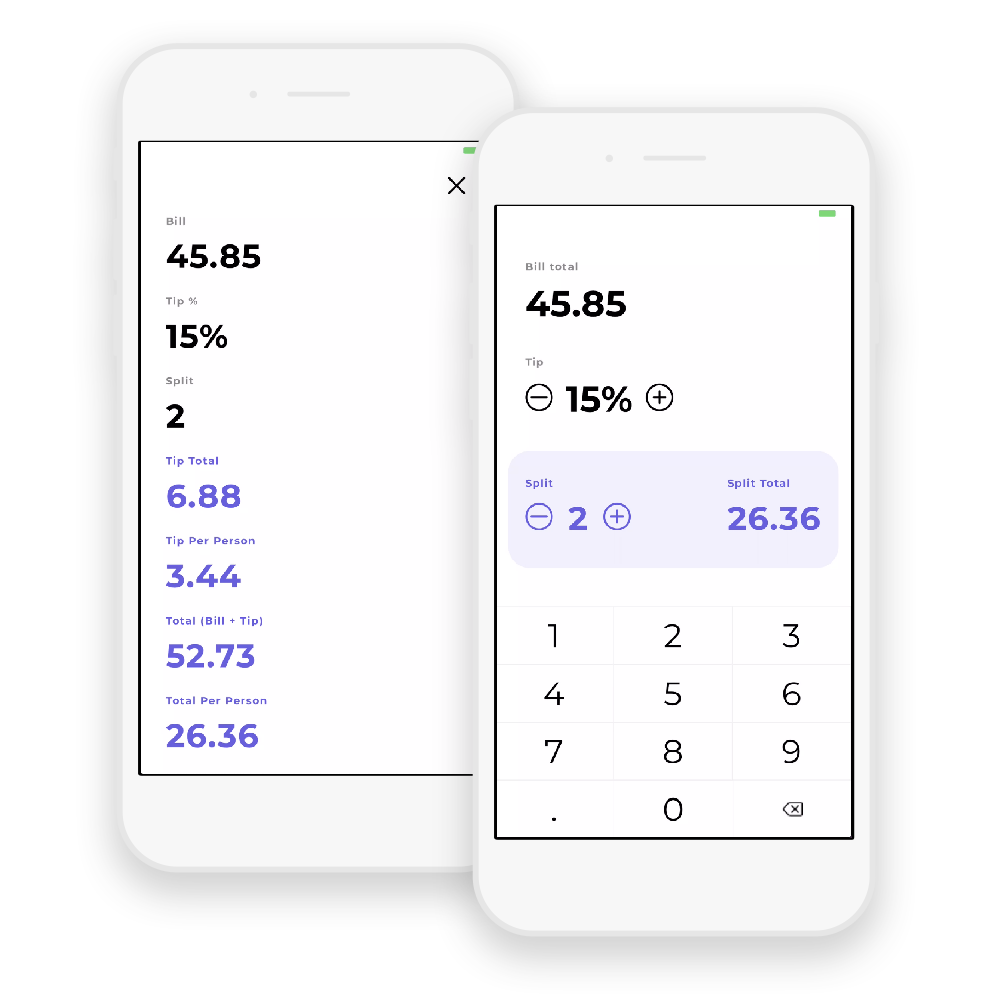 Bill
45.85
Tip %
15%
Split
2
Tip Total
6.88
Tip Per Person
3.44
Total (Bill + Tip)
52.73
Total Per Person
26.36
Bill total
45.85
Tip
15%
Split Split Total
2 26.36
1 2 3
4 5 6
7 8 9
. 0